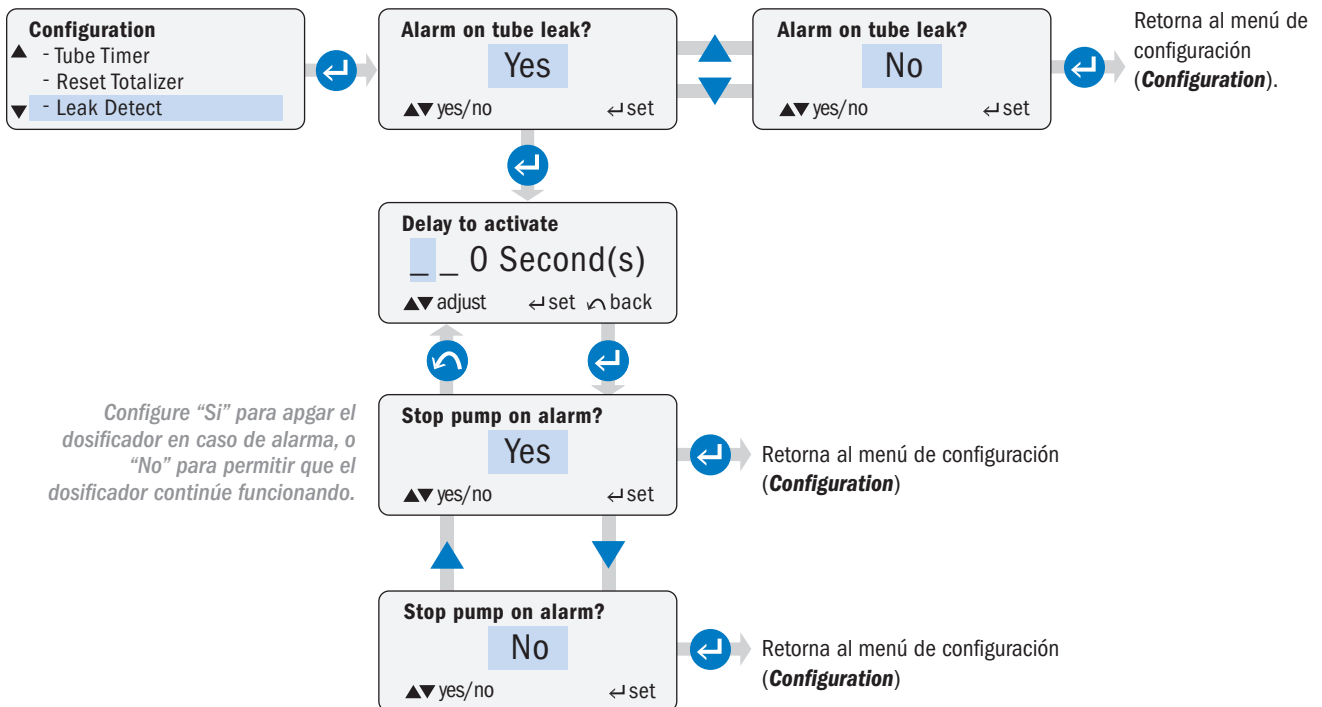 Configuration
▲ - Tube Timer
- Reset Totalizer
▼ - Leak Detect
Alarm on tube leak?
Yes
▲▼ yes/no ↵ set
Alarm on tube leak?
No
▲▼ yes/no ↵ set
Retorna al menú de
configuración
(Configuration).
Delay to activate
_ _ 0 Second(s)
▲▼ adjust ↵ set ↶ back
Configure “Si” para apgar el
dosificador en caso de alarma, o
“No” para permitir que el
dosificador continúe funcionando.
Stop pump on alarm?
Yes
▲▼ yes/no ↵ set
Retorna al menú de configuración
(Configuration)
Stop pump on alarm?
No
▲▼ yes/no ↵ set
Retorna al menú de configuración
(Configuration)